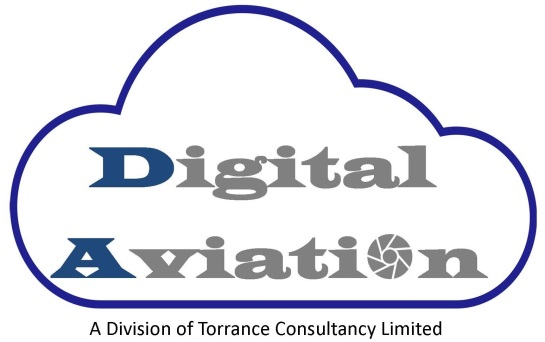 Digital
Aviation
A Division of Torrance Consultancy Limited